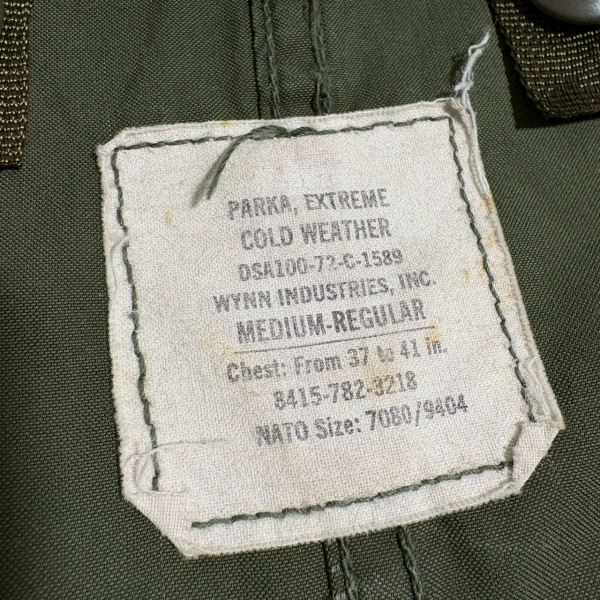 PARKA, EXTREME
COLD WEATHER
DSA100-72-C-1589
WYNN INDUSTRIES, INC.
MEDIUM-REGULAR
Chest: From 37 to 41 in.
8415-782-3218
NATO Size: 7080/9404